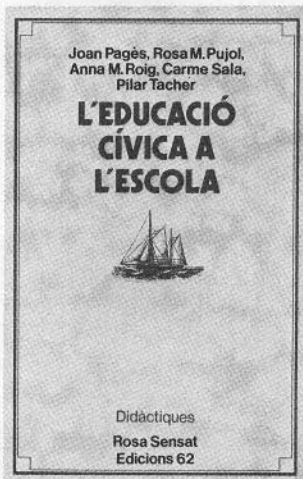 Joan Pagès, Rosa M. Pujol,
Anna M. Roig, Carme Sala,
Pilar Tacher
L'EDUCACIÓ
CÍVICA A
L'ESCOLA
Didàctiques
Rosa Sensat
Edicions 62